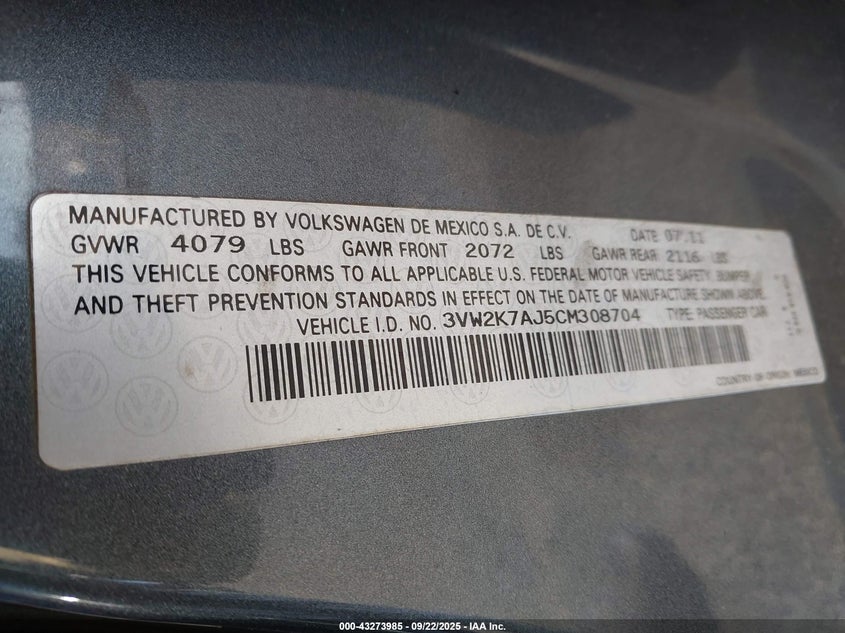 MANUFACTURED BY VOLKSWAGEN DE MEXICO S.A. DE C.V. DATE 07.11
GVWR 4079 LBS GAWR FRONT 2072 LBS GAWR REAR 2116 LBS
THIS VEHICLE CONFORMS TO ALL APPLICABLE U.S. FEDERAL MOTOR VEHICLE SAFETY, BUMPER
AND THEFT PREVENTION STANDARDS IN EFFECT ON THE DATE OF MANUFACTURE SHOWN ABOVE.
VEHICLE I.D. NO. 3VW2K7AJ5CM308704 TYPE: PASSENGER CAR
COUNTRY OF ORIGIN: MEXICO
000-43273985 - 09/22/2025 - IAA Inc.